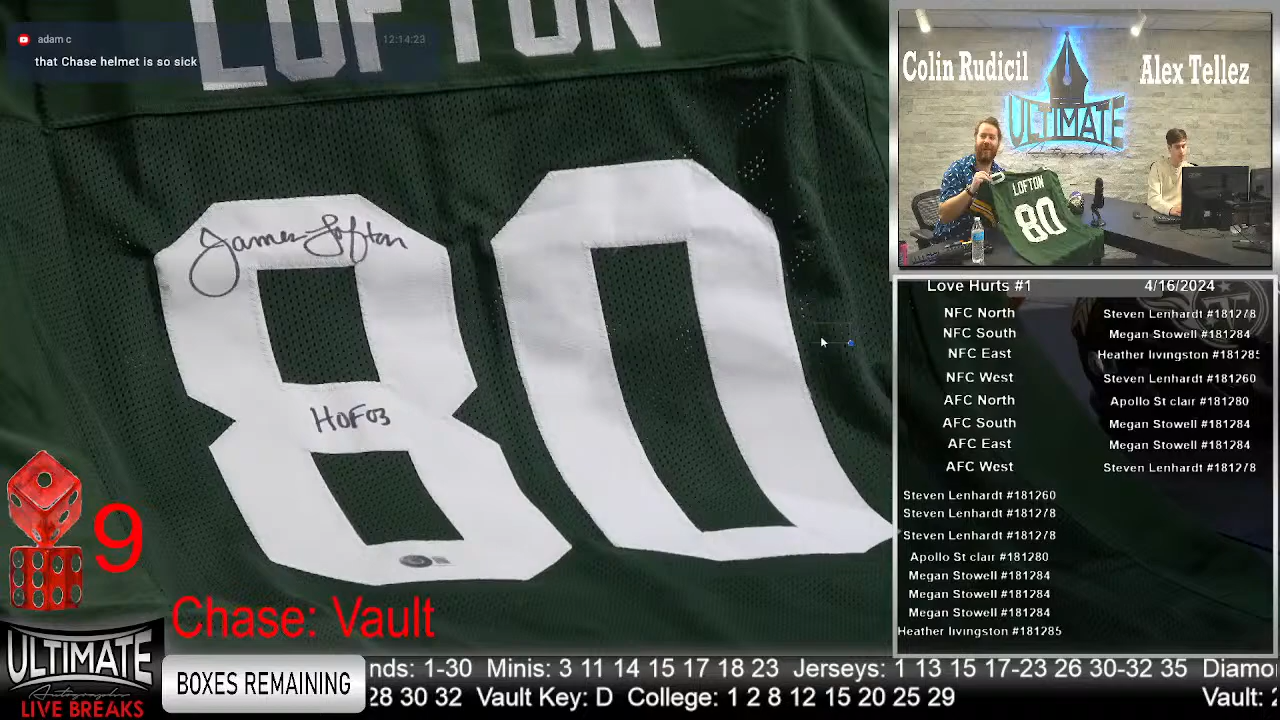 adam c
12:14:23
that Chase helmet is so sick
LOFTON
James Lofton
80
HOF 03
Colin Rudicil
Alex Tellez
ULTIMATE
Autographs
LOFTON
80
Love Hurts #1 4/16/2024
NFC North Steven Lenhardt #181278
NFC South Megan Stowell #181284
NFC East Heather livingston #181285
NFC West Steven Lenhardt #181260
AFC North Apollo St clair #181280
AFC South Megan Stowell #181284
AFC East Megan Stowell #181284
AFC West Steven Lenhardt #181278
Steven Lenhardt #181260
Steven Lenhardt #181278
Steven Lenhardt #181278
Apollo St clair #181280
Megan Stowell #181284
Megan Stowell #181284
Megan Stowell #181284
Heather livingston #181285
9
Chase: Vault
ULTIMATE
Autographs
LIVE BREAKS
BOXES REMAINING
nds: 1-30 Minis: 3 11 14 15 17 18 23 Jerseys: 1 13 15 17-23 26 30-32 35 Diamo
28 30 32 Vault Key: D College: 1 2 8 12 15 20 25 29 Vault: 2